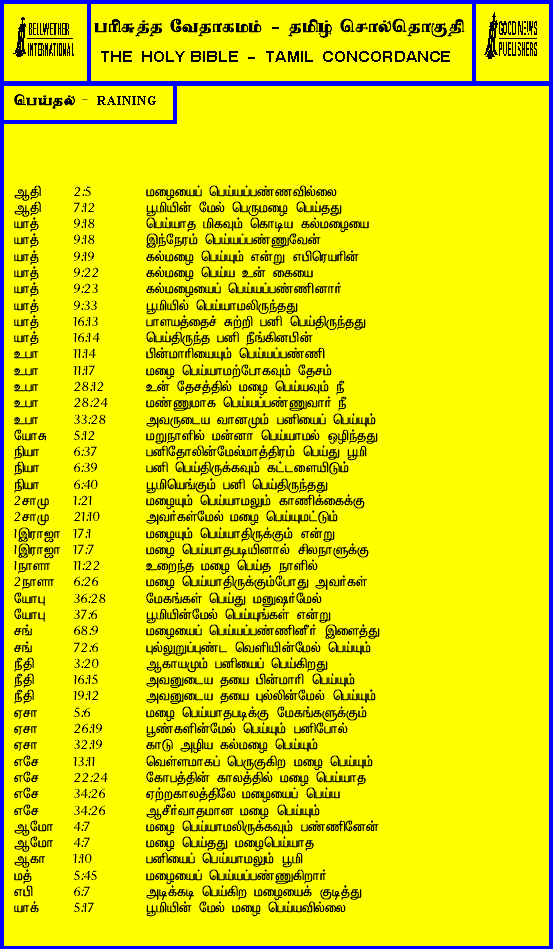 BELLWETHER
INTERNATIONAL
பரிசுத்த வேதாகமம் - தமிழ் சொல்தொகுதி
THE HOLY BIBLE - TAMIL CONCORDANCE
GOOD NEWS
PUBLISHERS
பெய்தல் - RAINING
ஆதி 2:5 மழையைப் பெய்யப்பண்ணவில்லை
ஆதி 7:12 பூமியின் மேல் பெருமழை பெய்தது
யாத் 9:18 பெய்யாத மிகவும் கொடிய கல்மழையை
யாத் 9:18 இந்நேரம் பெய்யப்பண்ணுவேன்
யாத் 9:19 கல்மழை பெய்யும் என்று எபிரெயரின்
யாத் 9:22 கல்மழை பெய்ய உன் கையை
யாத் 9:23 கல்மழையைப் பெய்யப்பண்ணினார்
யாத் 9:33 பூமியில் பெய்யாமலிருந்தது
யாத் 16:13 பாளயத்தைச் சுற்றி பனி பெய்திருந்தது
யாத் 16:14 பெய்திருந்த பனி நீங்கினபின்
உபா 11:14 பின்மாரியையும் பெய்யப்பண்ணி
உபா 11:17 மழை பெய்யாமற்போகவும் தேசம்
உபா 28:12 உன் தேசத்தில் மழை பெய்யவும் நீ
உபா 28:24 மண்ணுமாக பெய்யப்பண்ணுவார் நீ
உபா 33:28 அவருடைய வானமும் பனியைப் பெய்யும்
யோசு 5:12 மறுநாளில் மன்னா பெய்யாமல் ஒழிந்தது
நியா 6:37 பனிதோலின்மேல்மாத்திரம் பெய்து பூமி
நியா 6:39 பனி பெய்திருக்கவும் கட்டளையிடும்
நியா 6:40 பூமியெங்கும் பனி பெய்திருந்தது
2சாமு 1:21 மழையும் பெய்யாமலும் காணிக்கைக்கு
2சாமு 21:10 அவர்கள்மேல் மழை பெய்யுமட்டும்
1இராஜா 17:1 மழையும் பெய்யாதிருக்கும் என்று
1இராஜா 17:7 மழை பெய்யாதபடியினால் சிலநாளுக்கு
1நாளா 11:22 உறைந்த மழை பெய்த நாளில்
2நாளா 6:26 மழை பெய்யாதிருக்கும்போது அவர்கள்
யோபு 36:28 மேகங்கள் பெய்து மனுஷர்மேல்
யோபு 37:6 பூமியின்மேல் பெய்யுங்கள் என்று
சங் 68:9 மழையைப் பெய்யப்பண்ணினீர் இளைத்து
சங் 72:6 புல்லுறுப்புண்ட வெளியின்மேல் பெய்யும்
நீதி 3:20 ஆகாயமும் பனியைப் பெய்கிறது
நீதி 16:15 அவனுடைய தயை பின்மாரி பெய்யும்
நீதி 19:12 அவனுடைய தயை புல்லின்மேல் பெய்யும்
ஏசா 5:6 மழை பெய்யாதபடிக்கு மேகங்களுக்கும்
ஏசா 26:19 பூண்களின்மேல் பெய்யும் பனிபோல்
ஏசா 32:19 காடு அழிய கல்மழை பெய்யும்
எசே 13:11 வெள்ளமாகப் பெருகுகிற மழை பெய்யும்
எசே 22:24 கோபத்தின் காலத்தில் மழை பெய்யாத
எசே 34:26 ஏற்றகாலத்திலே மழையைப் பெய்ய
எசே 34:26 ஆசீர்வாதமான மழை பெய்யும்
ஆமோ 4:7 மழை பெய்யாமலிருக்கவும் பண்ணினேன்
ஆமோ 4:7 மழை பெய்தது மழைபெய்யாத
ஆகா 1:10 பனியைப் பெய்யாமலும் பூமி
மத் 5:45 மழையைப் பெய்யப்பண்ணுகிறார்
எபி 6:7 அடிக்கடி பெய்கிற மழையைக் குடித்து
யாக் 5:17 பூமியின் மேல் மழை பெய்யவில்லை